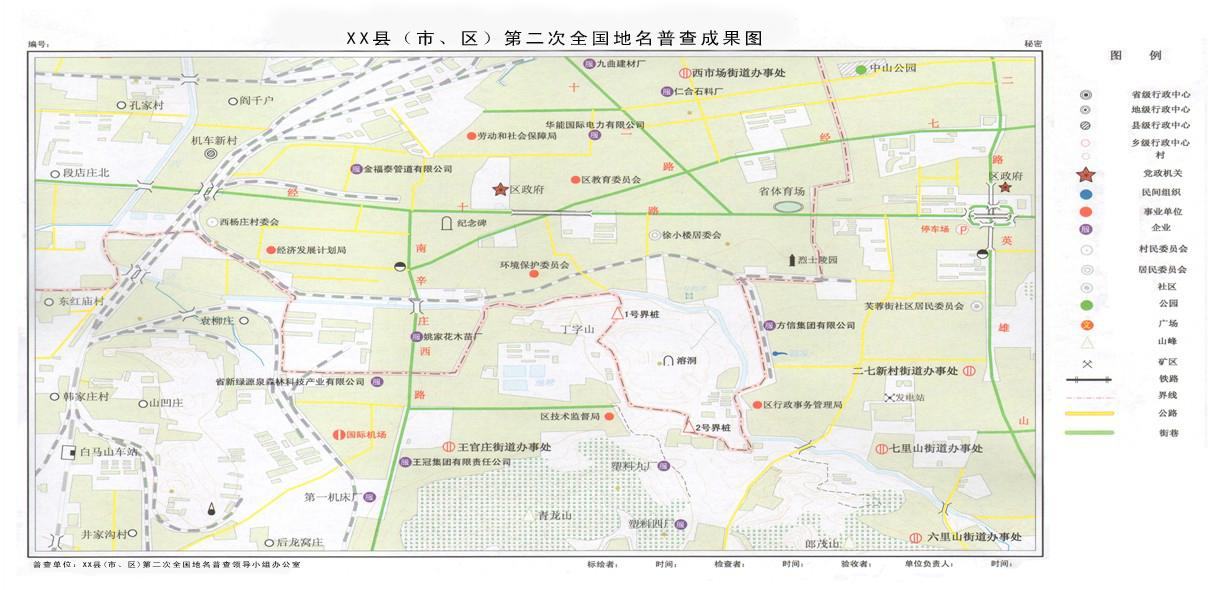 XX县（市、区）第二次全国地名普查成果图
编号：
秘密
九曲建材厂
西市场街道办事处
中山公园
仁合石料厂
孔家村
阎千户
十
二
华能国际电力有限公司
劳动和社会保障局
一
经
七
机车新村
金福泰管道有限公司
路
路
段店庄北
区政府
区教育委员会
区政府
经
省体育场
十
路
西杨庄村委会
纪念碑
徐小楼居委会
停车场
P
英
经济发展计划局
南
环境保护委员会
烈士陵园
辛
东红庙村
芙蓉街社区居民委员会
袁柳庄
庄
1号界桩
丁字山
方信集团有限公司
雄
姚家花木苗厂
西
溶洞
省新绿源泉森林科技产业有限公司
二七新村街道办事处
韩家庄村
山凹庄
路
发电站
区技术监督局
区行政事务管理局
山
国际机场
2号界桩
白马山车站
王官庄街道办事处
七里山街道办事处
王冠集团有限责任公司
塑料九厂
第一机床厂
青龙山
塑料四厂
井家沟村
后龙窝庄
郎茂山
六里山街道办事处
普查单位：XX县(市、区)第二次全国地名普查领导小组办公室
标绘者： 时间： 检查者： 时间： 验收者： 单位负责人： 时间：
图 例
省级行政中心
地级行政中心
县级行政中心
乡级行政中心
村
党政机关
民间组织
事业单位
企业
村民委员会
居民委员会
社区
公园
广场
山峰
矿区
铁路
界线
公路
街巷